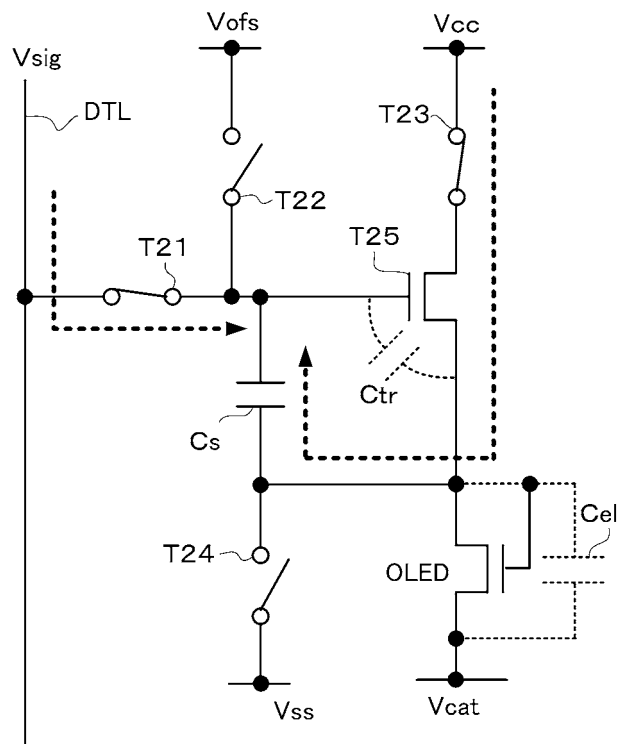 Vofs
Vcc
Vsig
DTL
T23
T22
T25
T21
Ctr
Cs
Cel
T24
OLED
Vss
Vcat